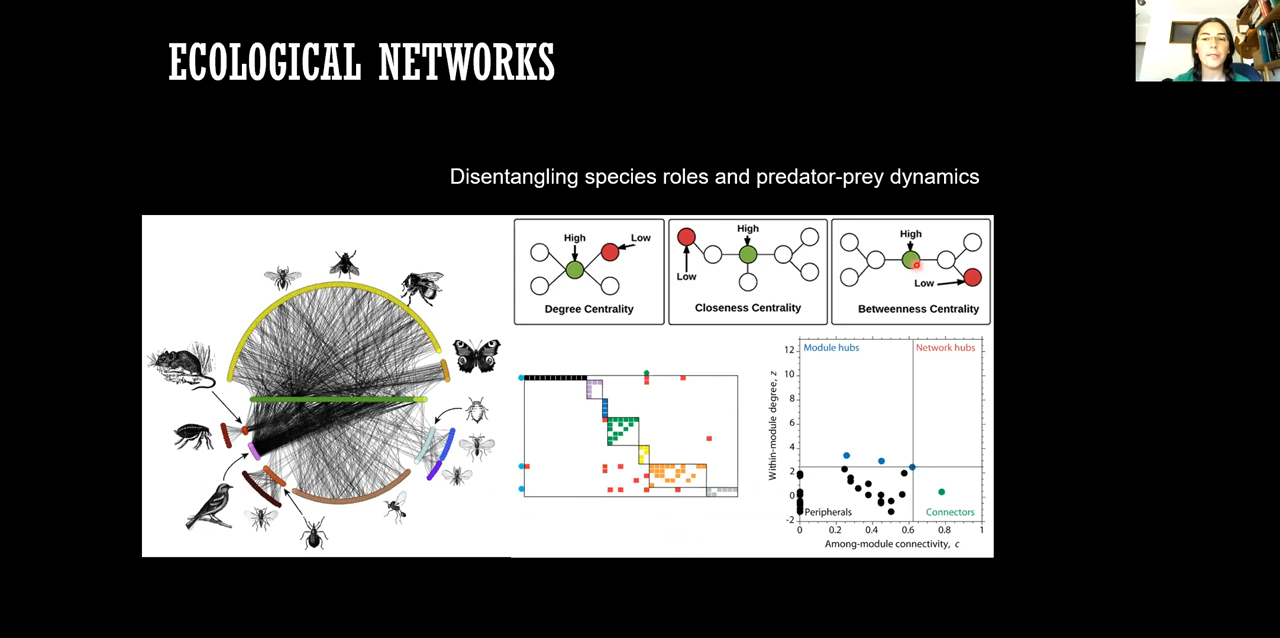 ECOLOGICAL NETWORKS
Disentangling species roles and predator-prey dynamics
High
Low
Degree Centrality
High
Low
Closeness Centrality
High
Low
Betweenness Centrality
Module hubs
Network hubs
Peripherals
Connectors
Within-module degree, z
12
10
8
6
4
2
0
-2
0
0.2
0.4
0.6
0.8
1
Among-module connectivity, c